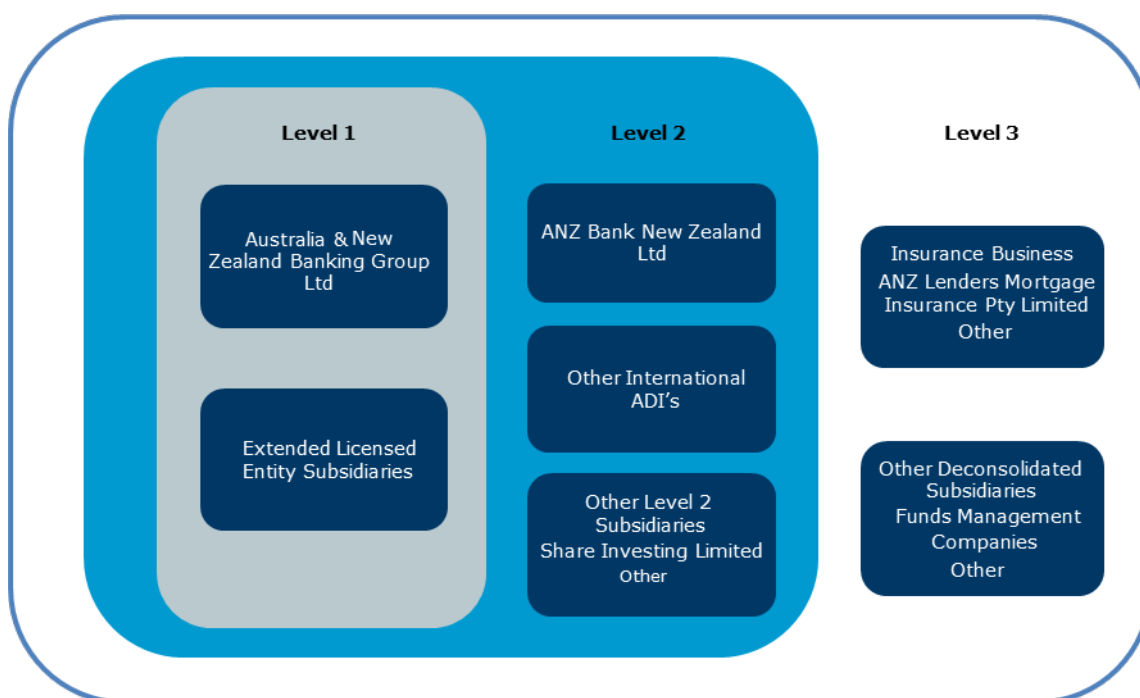 Level 1
Australia & New
Zealand Banking Group
Ltd
Extended Licensed
Entity Subsidiaries
Level 2
ANZ Bank New Zealand
Ltd
Other International
ADI's
Other Level 2
Subsidiaries
Share Investing Limited
Other
Level 3
Insurance Business
ANZ Lenders Mortgage
Insurance Pty Limited
Other
Other Deconsolidated
Subsidiaries
Funds Management
Companies
Other